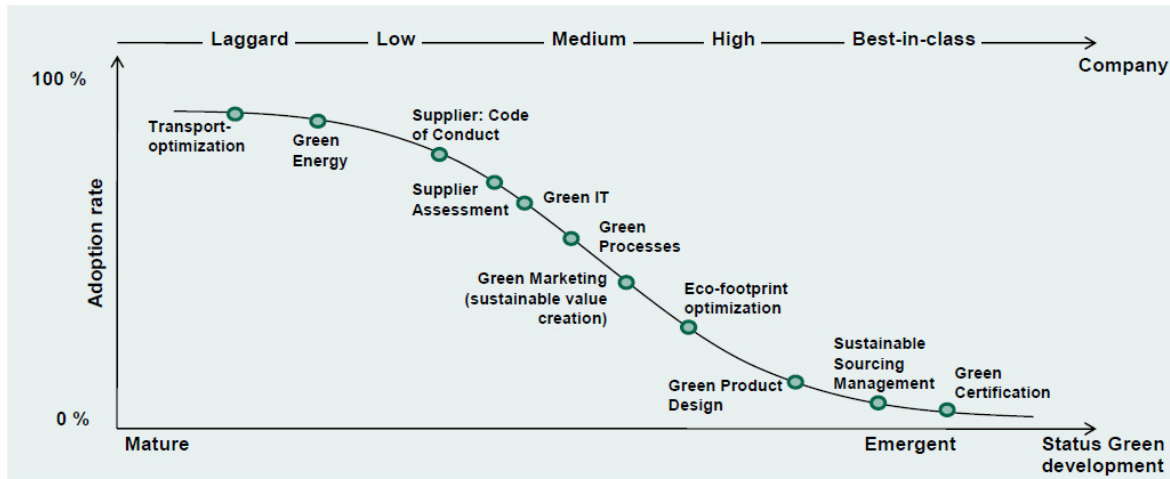 Laggard Low Medium High Best-in-class
Company
100 %
Transport-
optimization
Green
Energy
Supplier: Code
of Conduct
Supplier
Assessment
Green IT
Green
Processes
Green Marketing
(sustainable value
creation)
Eco-footprint
optimization
Green Product
Design
Sustainable
Sourcing
Management
Green
Certification
Adoption rate
0 %
Mature
Emergent
Status Green
development